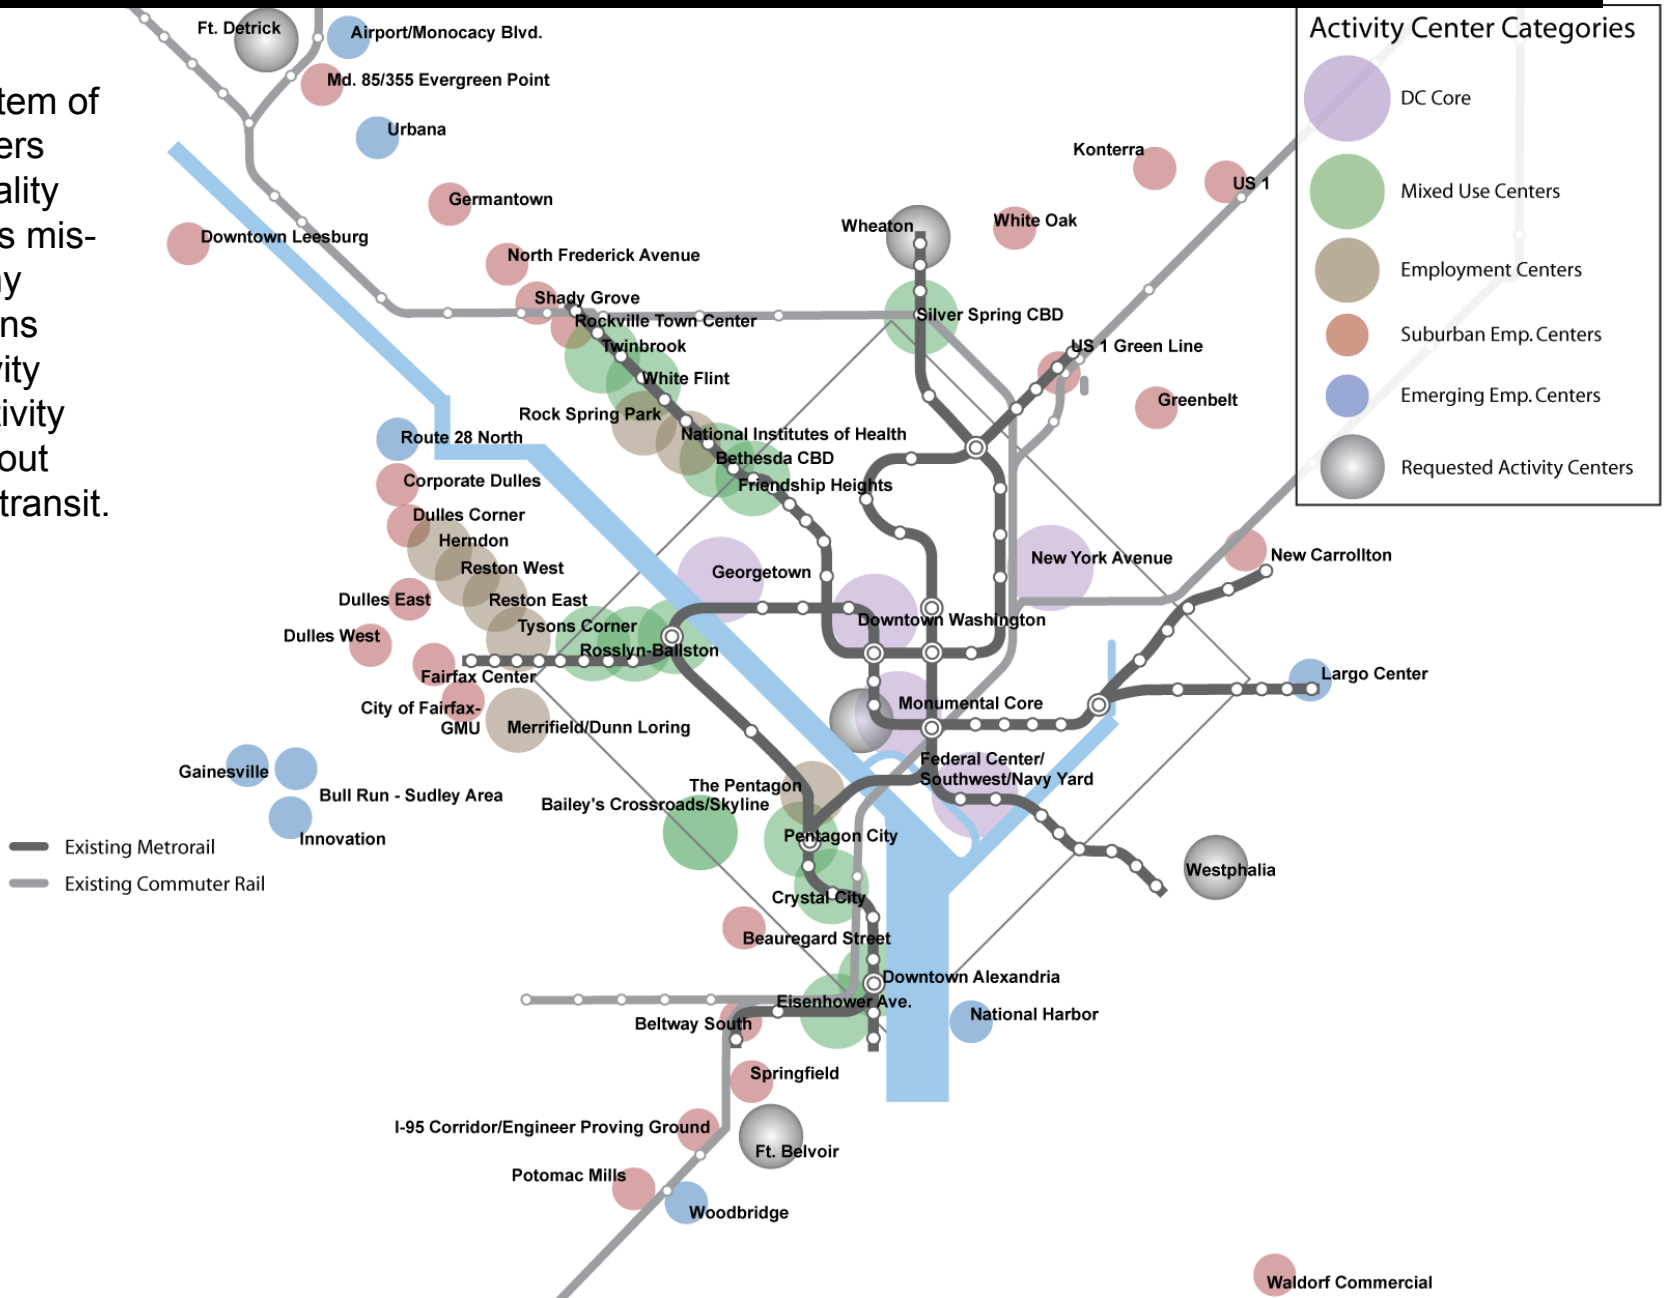 tem of
ers
ality
s mis-
ny
ns
vity
tivity
out
transit.
Ft. Detrick
Airport/Monocacy Blvd.
Md. 85/355 Evergreen Point
Urbana
Germantown
Downtown Leesburg
North Frederick Avenue
Shady Grove
Rockville Town Center
Twinbrook
White Flint
Rock Spring Park
National Institutes of Health
Bethesda CBD
Friendship Heights
Wheaton
Silver Spring CBD
Konterra
US 1
White Oak
US 1 Green Line
Greenbelt
Route 28 North
Corporate Dulles
Dulles Corner
Herndon
Reston West
Reston East
Dulles East
Tysons Corner
Dulles West
Rosslyn-Ballston
Fairfax Center
City of Fairfax-
GMU
Merrifield/Dunn Loring
Georgetown
New York Avenue
New Carrollton
Downtown Washington
Largo Center
Monumental Core
Federal Center/
Southwest/Navy Yard
Gainesville
Bull Run - Sudley Area
Innovation
The Pentagon
Bailey's Crossroads/Skyline
Pentagon City
Crystal City
Westphalia
Beauregard Street
Downtown Alexandria
Eisenhower Ave.
National Harbor
Beltway South
Springfield
I-95 Corridor/Engineer Proving Ground
Ft. Belvoir
Potomac Mills
Woodbridge
Waldorf Commercial
Existing Metrorail
Existing Commuter Rail
Activity Center Categories
DC Core
Mixed Use Centers
Employment Centers
Suburban Emp. Centers
Emerging Emp. Centers
Requested Activity Centers